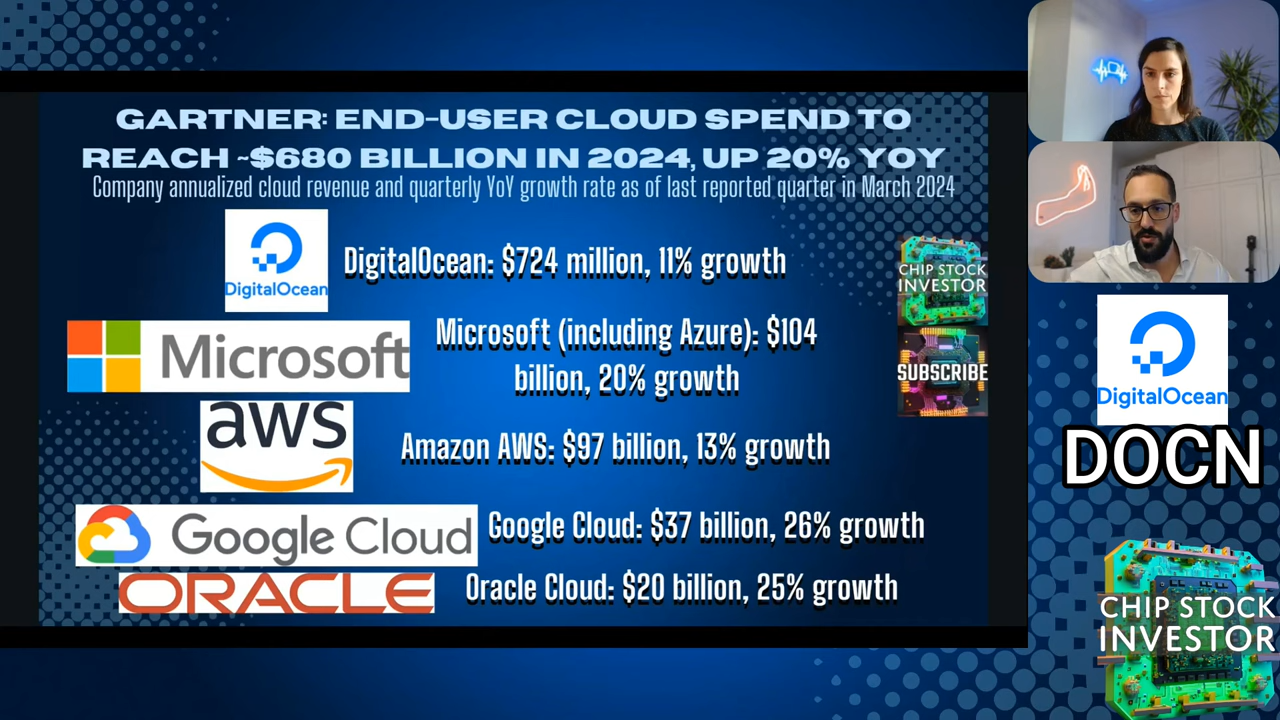 GARTNER: END-USER CLOUD SPEND TO
REACH ~$680 BILLION IN 2024, UP 20% YOY
Company annualized cloud revenue and quarterly YoY growth rate as of last reported quarter in March 2024
DigitalOcean
DigitalOcean: $724 million, 11% growth
CHIP STOCK
INVESTOR
Microsoft
Microsoft (including Azure): $104
billion, 20% growth
SUBSCRIBE
aws
Amazon AWS: $97 billion, 13% growth
Google Cloud
Google Cloud: $37 billion, 26% growth
ORACLE
Oracle Cloud: $20 billion, 25% growth
DigitalOcean
DOCN
CHIP STOCK
INVESTOR